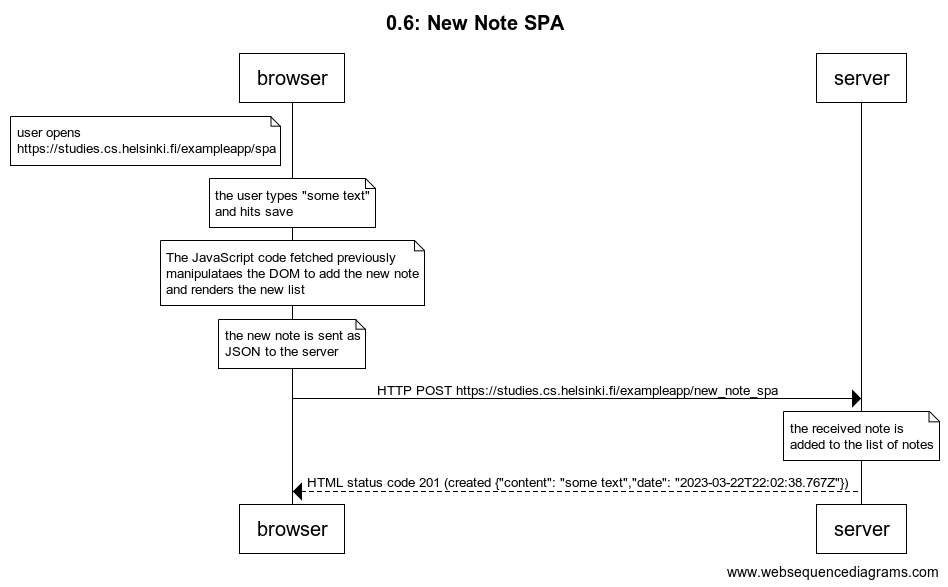 0.6: New Note SPA
browser
server
user opens
https://studies.cs.helsinki.fi/exampleapp/spa
the user types "some text"
and hits save
The JavaScript code fetched previously
manipulataes the DOM to add the new note
and renders the new list
the new note is sent as
JSON to the server
HTTP POST https://studies.cs.helsinki.fi/exampleapp/new_note_spa
the received note is
added to the list of notes
HTML status code 201 (created {"content": "some text","date": "2023-03-22T22:02:38.767Z"})
browser
server
www.websequencediagrams.com